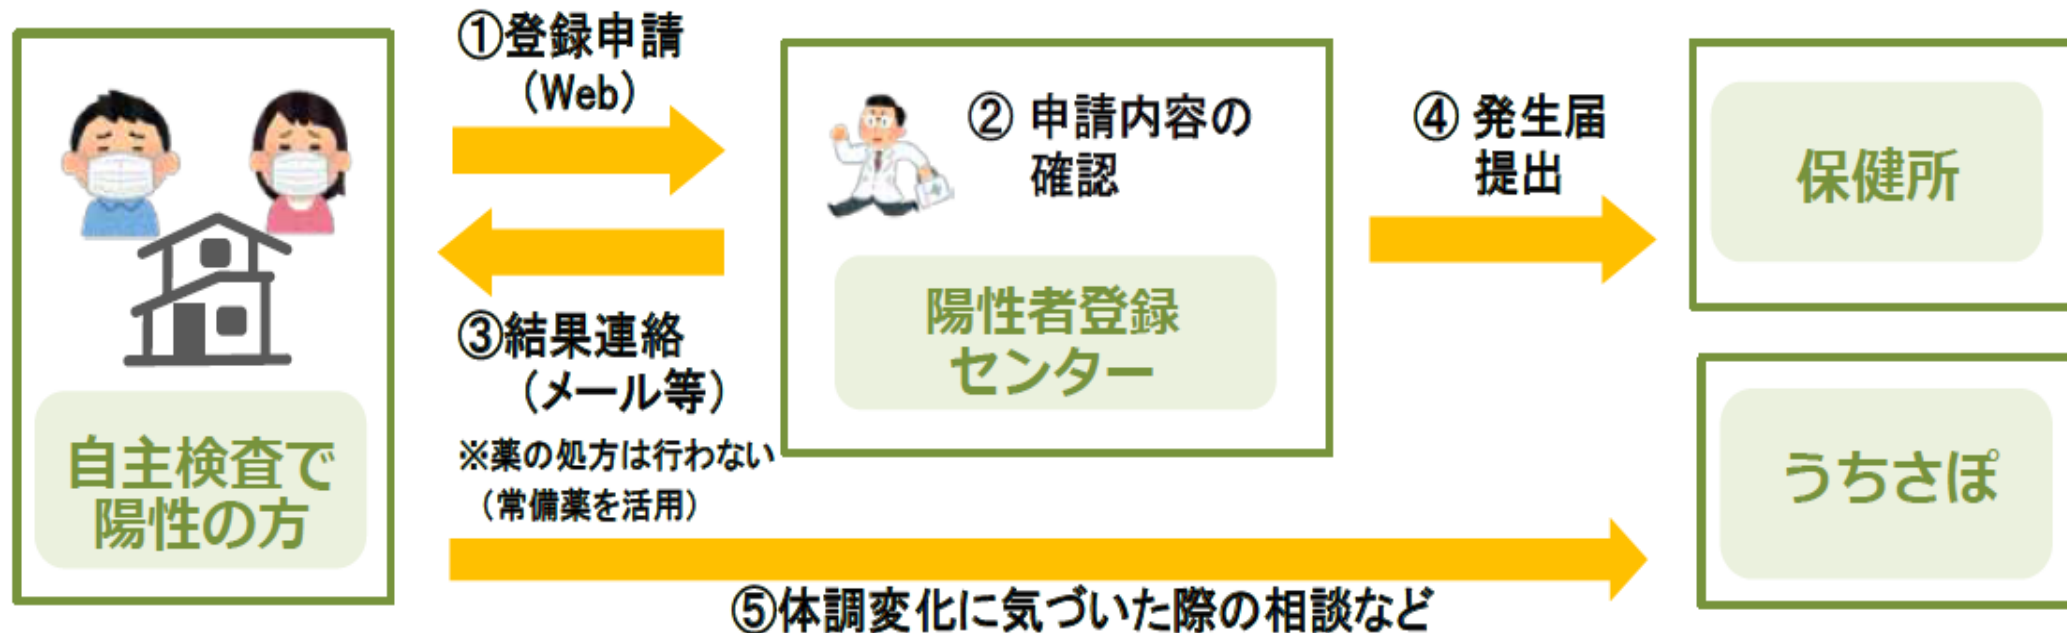 ①登録申請
（Web）
② 申請内容の
確認
④ 発生届
提出
保健所
陽性者登録
センター
③結果連絡
（メール等）
※薬の処方は行わない
（常備薬を活用）
自主検査で
陽性の方
うちさぽ
⑤体調変化に気づいた際の相談など